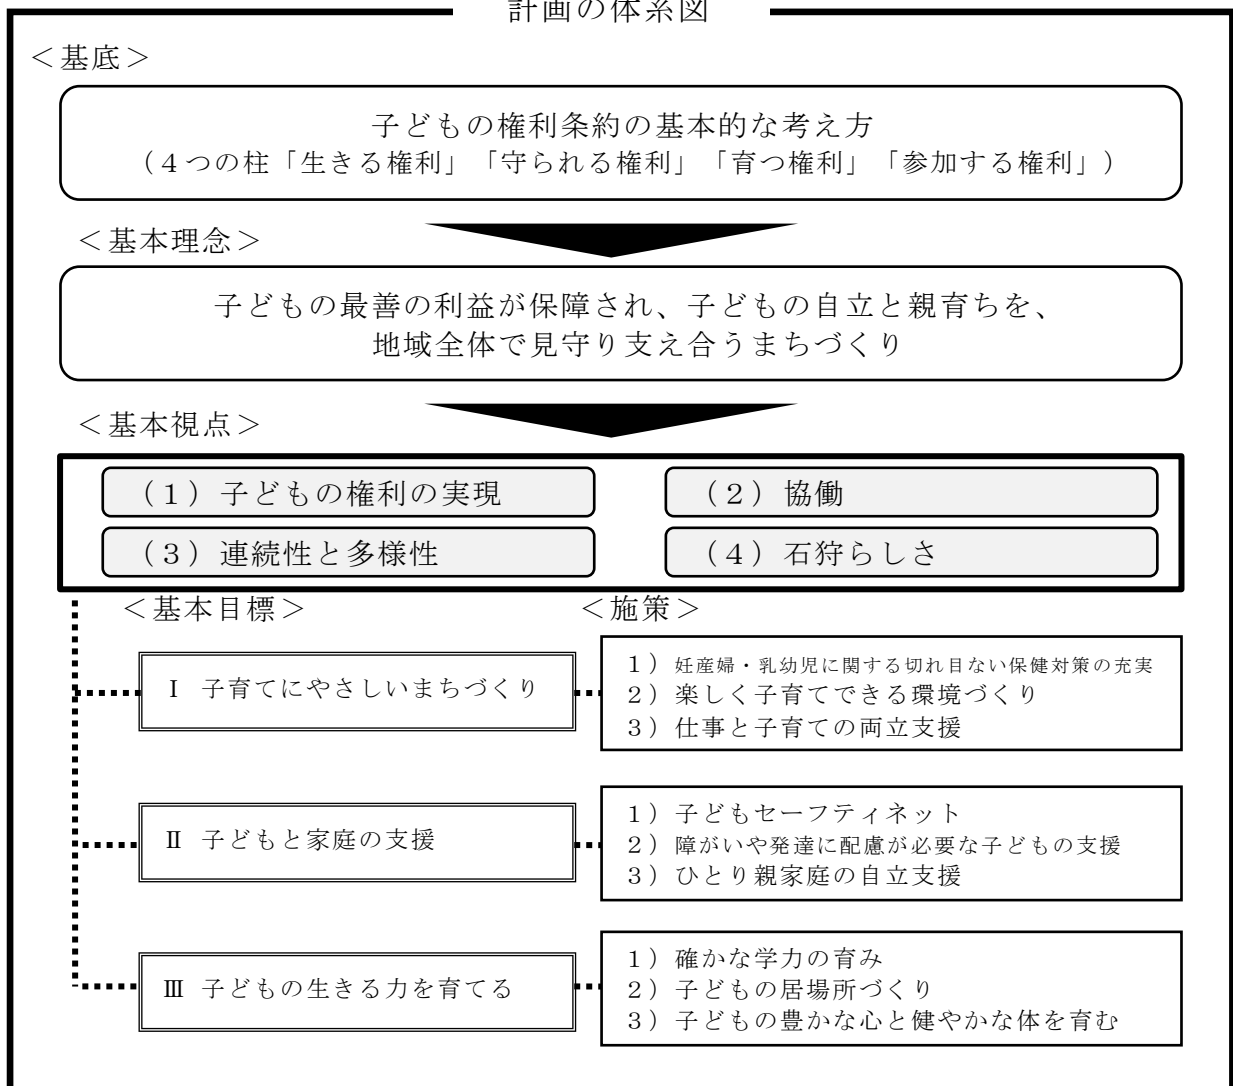 計画の体系図
＜基底＞
子どもの権利条約の基本的な考え方
（４つの柱「生きる権利」「守られる権利」「育つ権利」「参加する権利」）
＜基本理念＞
子どもの最善の利益が保障され、子どもの自立と親育ちを、
地域全体で見守り支え合うまちづくり
＜基本視点＞
（１）子どもの権利の実現
（２）協働
（３）連続性と多様性
（４）石狩らしさ
＜基本目標＞
＜施策＞
Ⅰ 子育てにやさしいまちづくり
１）妊産婦・乳幼児に関する切れ目ない保健対策の充実
２）楽しく子育てできる環境づくり
３）仕事と子育ての両立支援
Ⅱ 子どもと家庭の支援
１）子どもセーフティネット
２）障がいや発達に配慮が必要な子どもの支援
３）ひとり親家庭の自立支援
Ⅲ 子どもの生きる力を育てる
１）確かな学力の育み
２）子どもの居場所づくり
３）子どもの豊かな心と健やかな体を育む